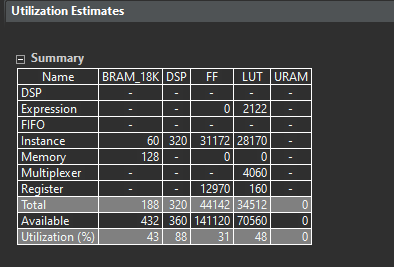 Utilization Estimates
Summary
Name BRAM_18K DSP FF LUT URAM
DSP - - - - -
Expression - - 0 2122 -
FIFO - - - - -
Instance 60 320 31172 28170 -
Memory 128 - 0 0 -
Multiplexer - - - 4060 -
Register - - 12970 160 -
Total 188 320 44142 34512 0
Available 432 360 141120 70560 0
Utilization (%) 43 88 31 48 0